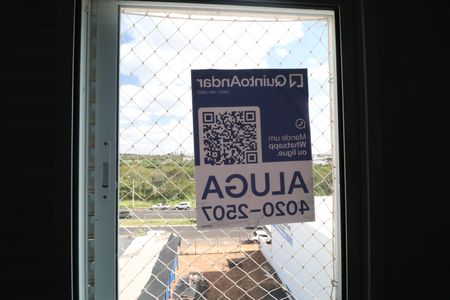 QuintoAndar
Mande um
Whatsapp
ou ligue.
ALUGA
4020-2507